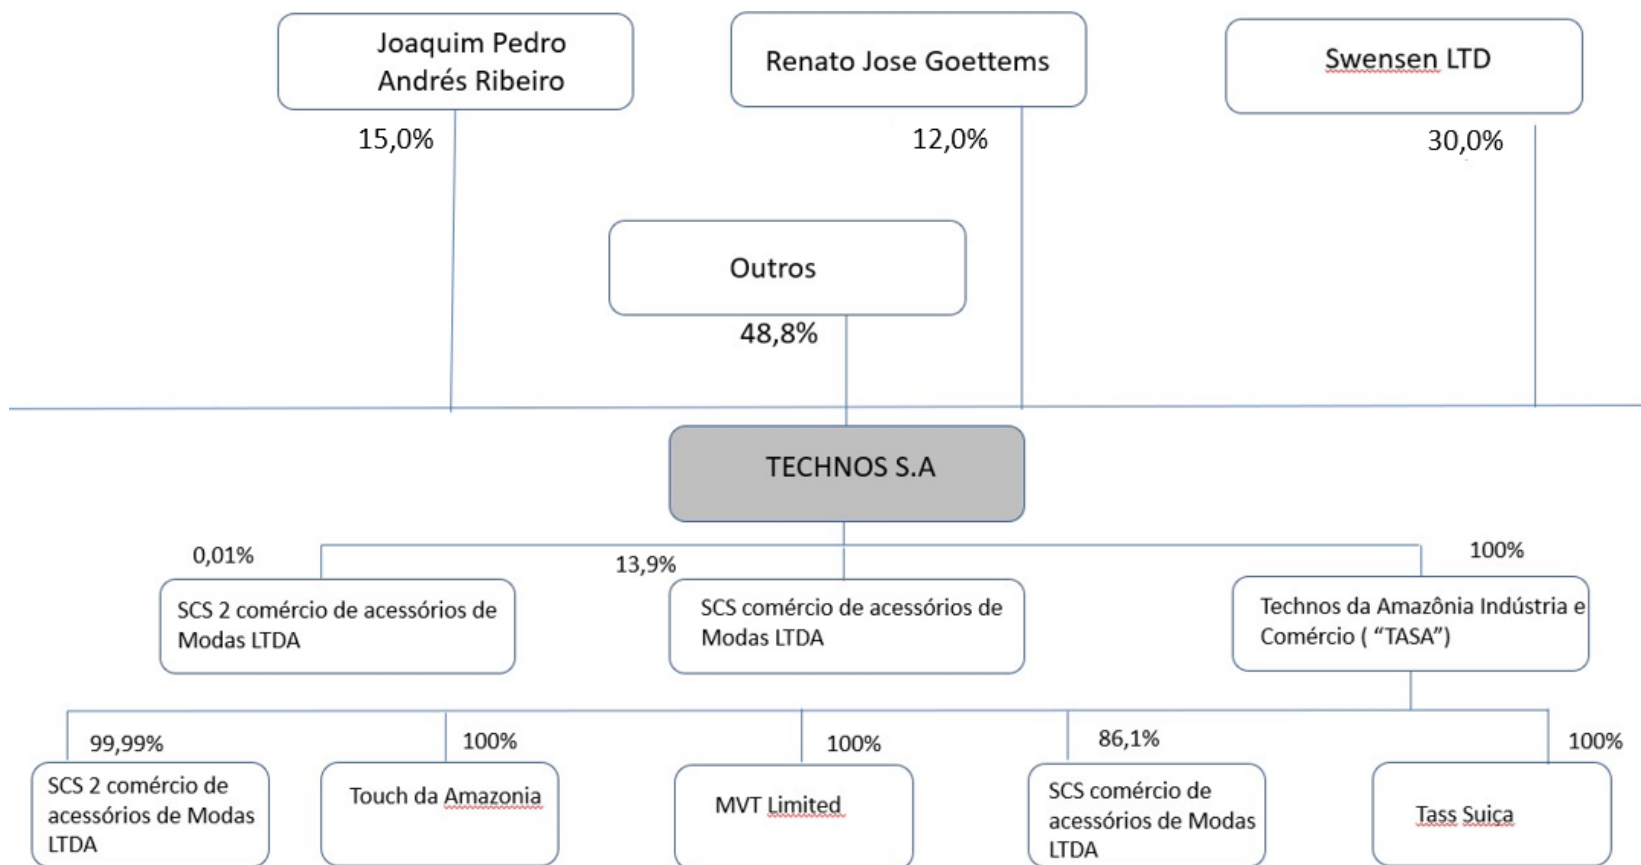 Joaquim Pedro
Andrés Ribeiro
Renato Jose Goettems
Swensen LTD
15,0%
12,0%
30,0%
Outros
48,8%
TECHNOS S.A
0,01%
13,9%
100%
SCS 2 comércio de acessórios de
Modas LTDA
SCS comércio de acessórios de
Modas LTDA
Technos da Amazônia Indústria e
Comércio ( “TASA”)
99,99%
100%
100%
86,1%
100%
SCS 2 comércio de
acessórios de Modas
LTDA
Touch da Amazonia
MVT Limited
SCS comércio de
acessórios de Modas
LTDA
Tass Suiça